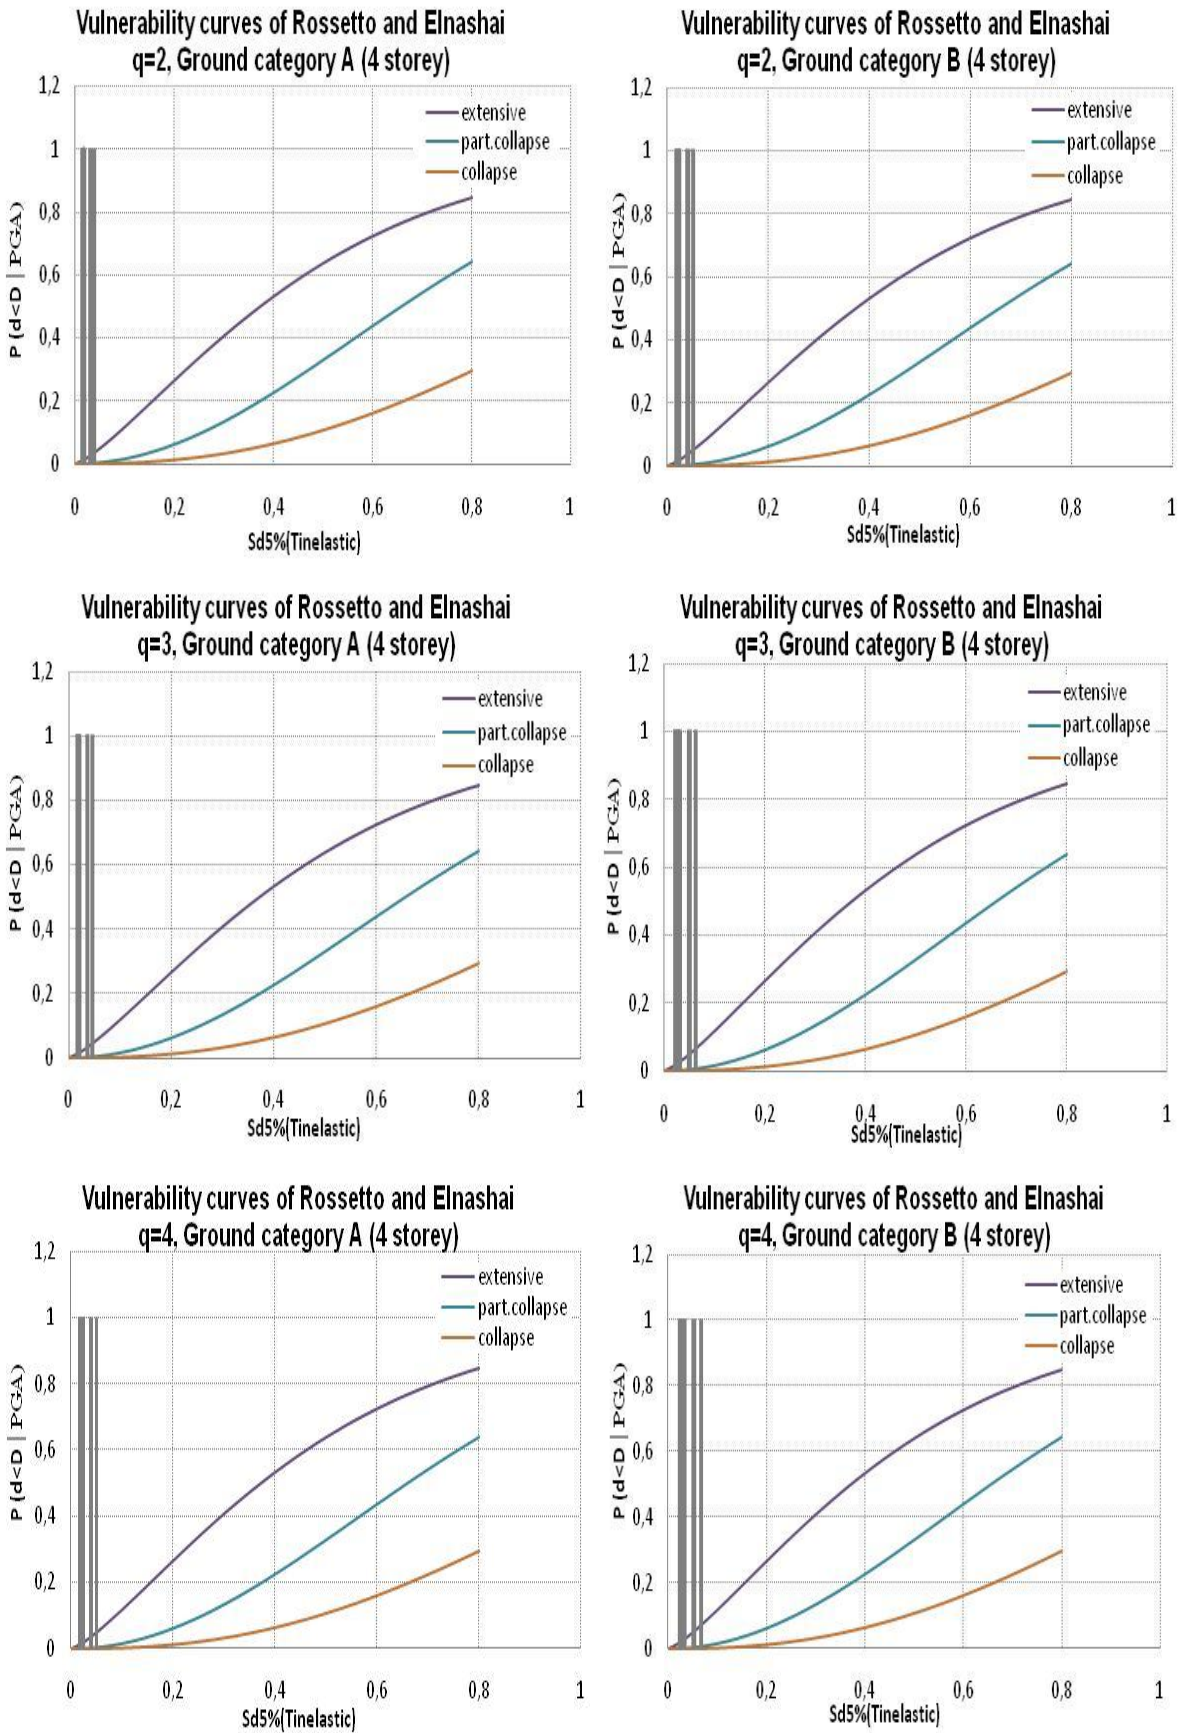 Vulnerability curves of Rossetto and Elnashai
q=2, Ground category A (4 storey)
1,2
1
0,8
0,6
0,4
0,2
0
P (d<D | PGA)
extensive
part.collapse
collapse
0 0,2 0,4 0,6 0,8 1
Sd5%(Tinelastic)
Vulnerability curves of Rossetto and Elnashai
q=2, Ground category B (4 storey)
1,2
1
0,8
0,6
0,4
0,2
0
P (d<D | PGA)
extensive
part.collapse
collapse
0 0,2 0,4 0,6 0,8 1
Sd5%(Tinelastic)
Vulnerability curves of Rossetto and Elnashai
q=3, Ground category A (4 storey)
1,2
1
0,8
0,6
0,4
0,2
0
P (d<D | PGA)
extensive
part.collapse
collapse
0 0,2 0,4 0,6 0,8 1
Sd5%(Tinelastic)
Vulnerability curves of Rossetto and Elnashai
q=3, Ground category B (4 storey)
1,2
1
0,8
0,6
0,4
0,2
0
P (d<D | PGA)
extensive
part.collapse
collapse
0 0,2 0,4 0,6 0,8 1
Sd5%(Tinelastic)
Vulnerability curves of Rossetto and Elnashai
q=4, Ground category A (4 storey)
1,2
1
0,8
0,6
0,4
0,2
0
P (d<D | PGA)
extensive
part.collapse
collapse
0 0,2 0,4 0,6 0,8 1
Sd5%(Tinelastic)
Vulnerability curves of Rossetto and Elnashai
q=4, Ground category B (4 storey)
1,2
1
0,8
0,6
0,4
0,2
0
P (d<D | PGA)
extensive
part.collapse
collapse
0 0,2 0,4 0,6 0,8 1
Sd5%(Tinelastic)